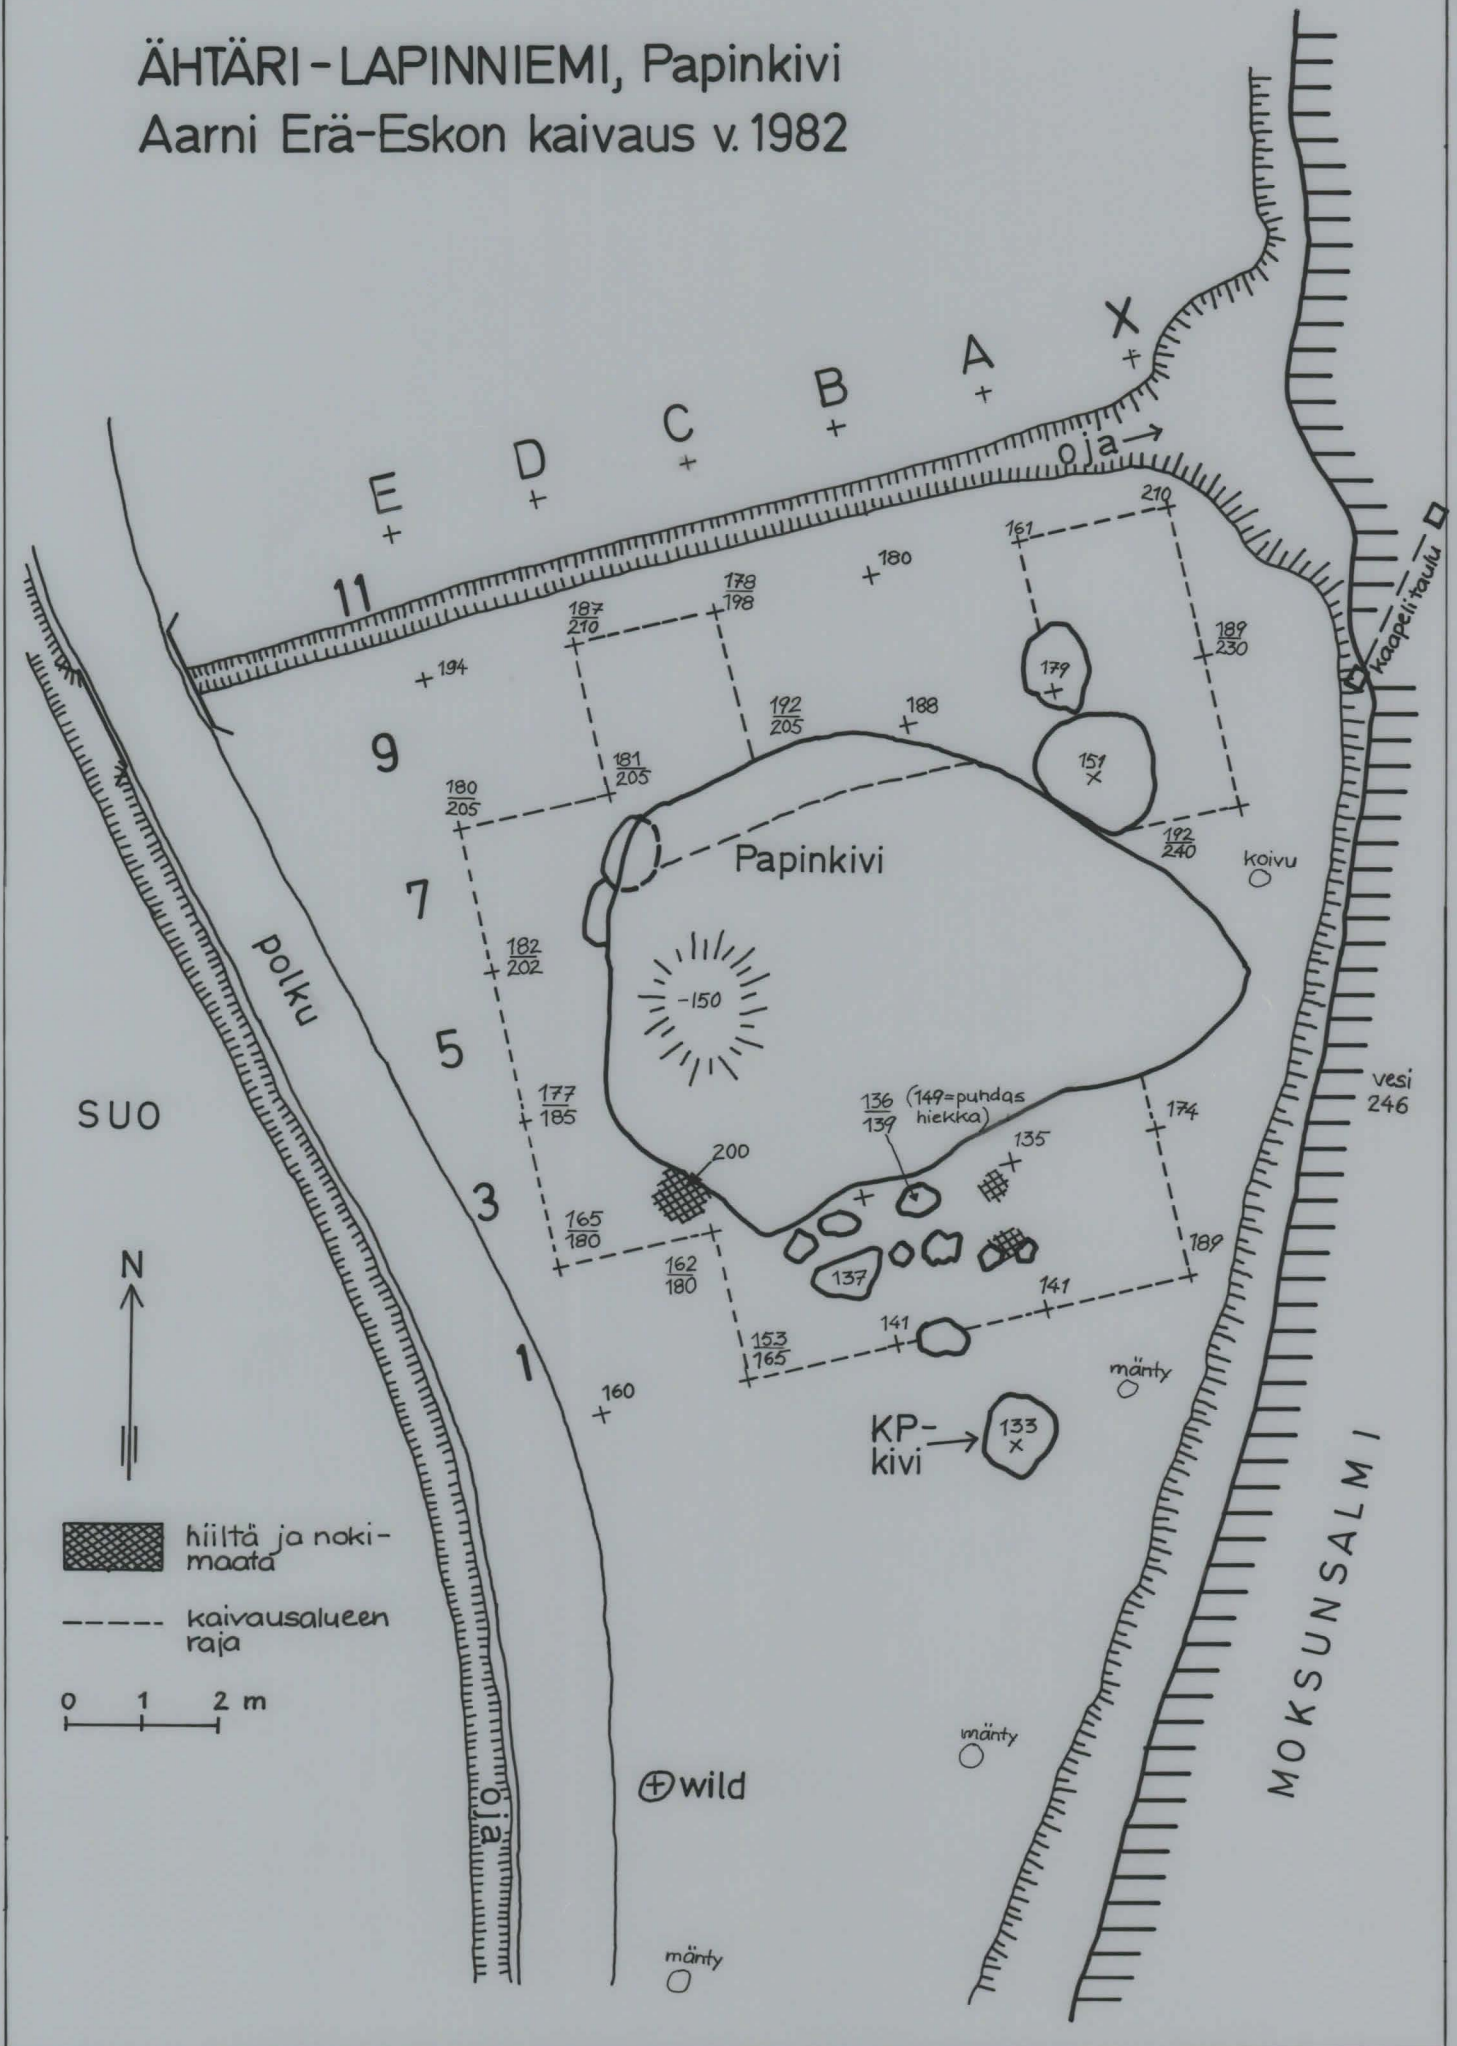 ÄHTÄRI-LAPINNIEMI, Papinkivi
Aarni Erä-Eskon kaivaus v. 1982
X
A
B
C
D
E
oja
210
161
11
180
178
198
187
210
kaapelitaulu
189
230
194
179
192
205
188
9
181
205
151
180
205
192
240
koivu
Papinkivi
7
polku
182
202
-150
5
vesi
246
SUO
177
185
136
139
(149=puhdas
hiekka)
174
135
200
3
165
180
189
N
162
180
137
141
141
153
165
1
mänty
160
KP-
kivi
133
MOKSUNSALMI
hiiltä ja noki-
maata
kaivausalueen
raja
0 1 2 m
mänty
wild
oja
mänty